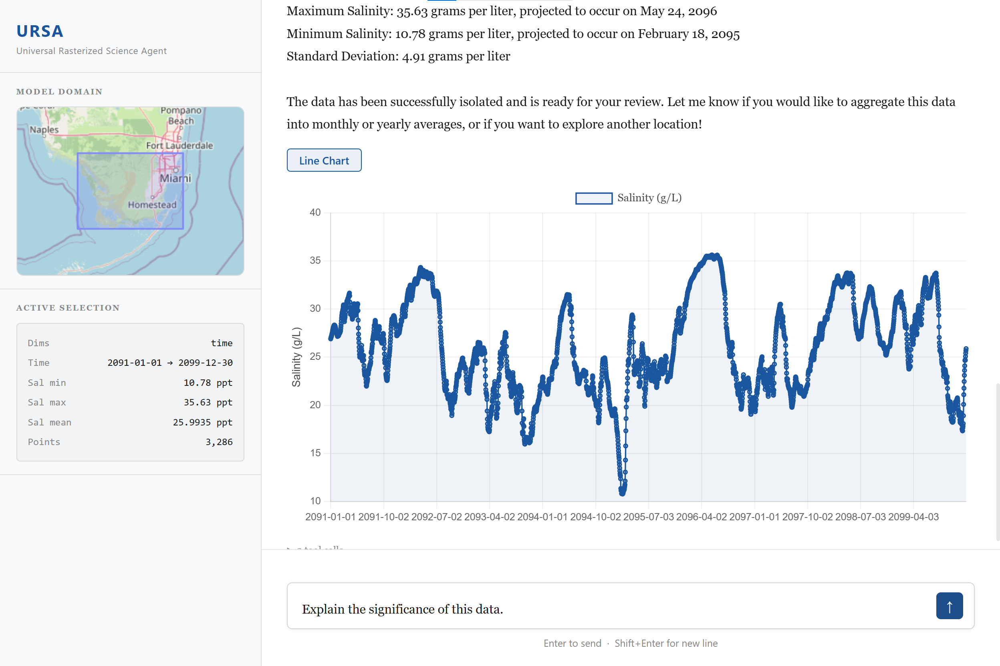 URSA
Universal Rasterized Science Agent
MODEL DOMAIN
Pompano
Beach
Naples
Fort Lauderdale
Miami
Homestead
ACTIVE SELECTION
Dims time
Time 2091-01-01 → 2099-12-30
Sal min 10.78 ppt
Sal max 35.63 ppt
Sal mean 25.9935 ppt
Points 3,286
Maximum Salinity: 35.63 grams per liter, projected to occur on May 24, 2096
Minimum Salinity: 10.78 grams per liter, projected to occur on February 18, 2095
Standard Deviation: 4.91 grams per liter
The data has been successfully isolated and is ready for your review. Let me know if you would like to aggregate this data
into monthly or yearly averages, or if you want to explore another location!
Line Chart
Salinity (g/L)
Salinity (g/L)
40
35
30
25
20
15
10
2091-01-01 2091-10-02 2092-07-02 2093-04-02 2094-01-01 2094-10-02 2095-07-03 2096-04-02 2097-01-01 2097-10-02 2098-07-03 2099-04-03
Explain the significance of this data.
↑
Enter to send · Shift+Enter for new line